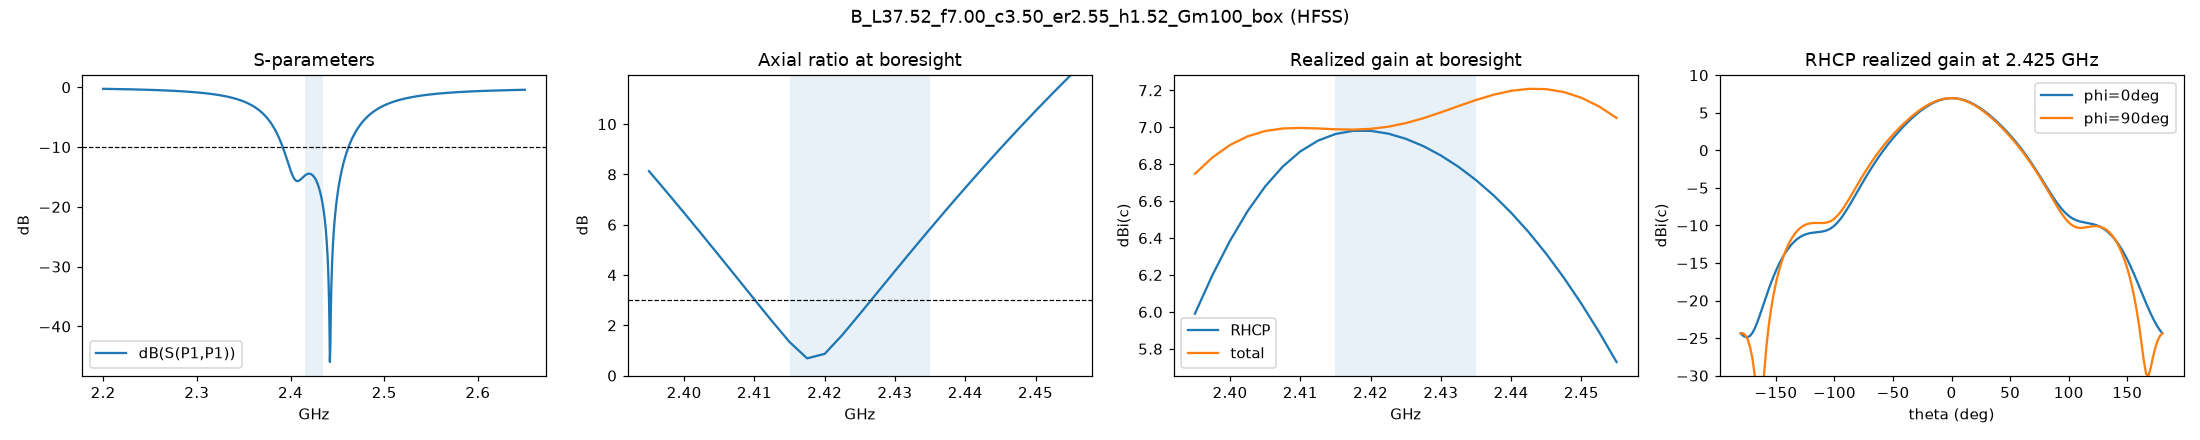 B_L37.52_f7.00_c3.50_er2.55_h1.52_Gm100_box (HFSS)
S-parameters
0
−10
−20
−30
−40
dB
dB(S(P1,P1))
2.2 2.3 2.4 2.5 2.6
GHz
Axial ratio at boresight
10
8
6
4
2
0
dB
2.40 2.41 2.42 2.43 2.44 2.45
GHz
Realized gain at boresight
7.2
7.0
6.8
6.6
6.4
6.2
6.0
5.8
dBi(c)
RHCP
total
2.40 2.41 2.42 2.43 2.44 2.45
GHz
RHCP realized gain at 2.425 GHz
10
5
0
−5
−10
−15
−20
−25
−30
dBi(c)
phi=0deg
phi=90deg
−150 −100 −50 0 50 100 150
theta (deg)